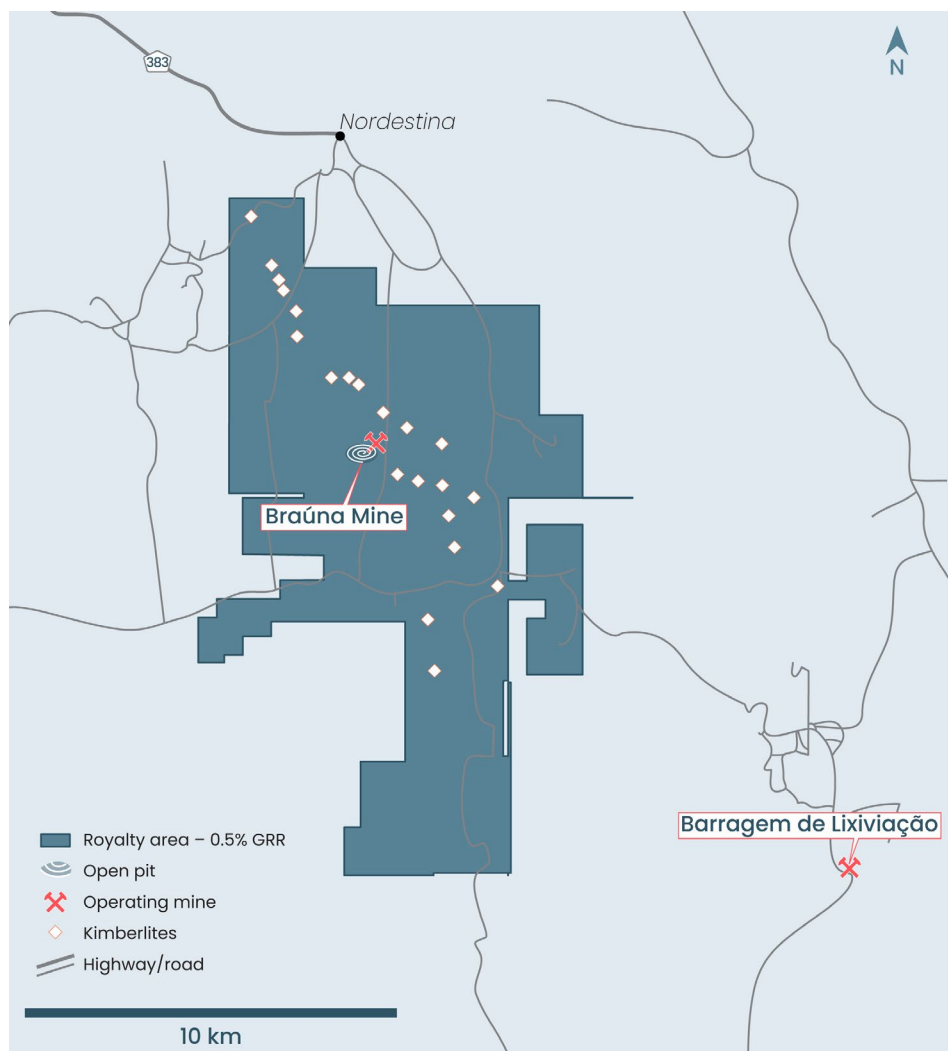 383
N
Nordestina
Braúna Mine
Barragem de Lixiviação
Royalty area – 0.5% GRR
Open pit
Operating mine
Kimberlites
Highway/road
10 km